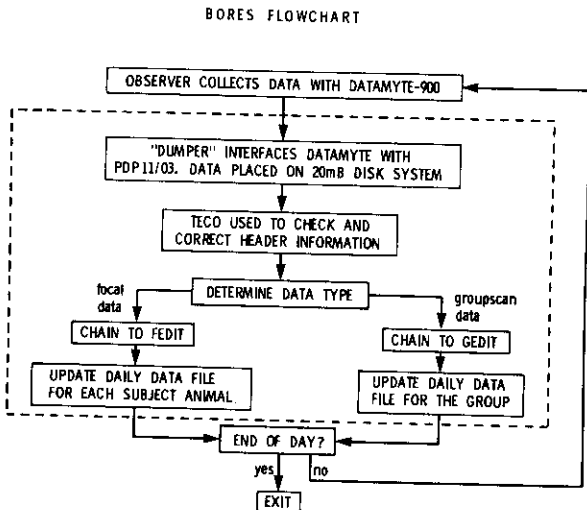 BORES FLOWCHART
OBSERVER COLLECTS DATA WITH DATAMYTE-900
"DUMPER" INTERFACES DATAMYTE WITH
PDP11/03. DATA PLACED ON 20mB DISK SYSTEM
TECO USED TO CHECK AND
CORRECT HEADER INFORMATION
DETERMINE DATA TYPE
focal
data
groupscan
data
CHAIN TO FEDIT
CHAIN TO GEDIT
UPDATE DAILY DATA FILE
FOR EACH SUBJECT ANIMAL
UPDATE DAILY DATA
FILE FOR THE GROUP
END OF DAY?
yes
no
EXIT